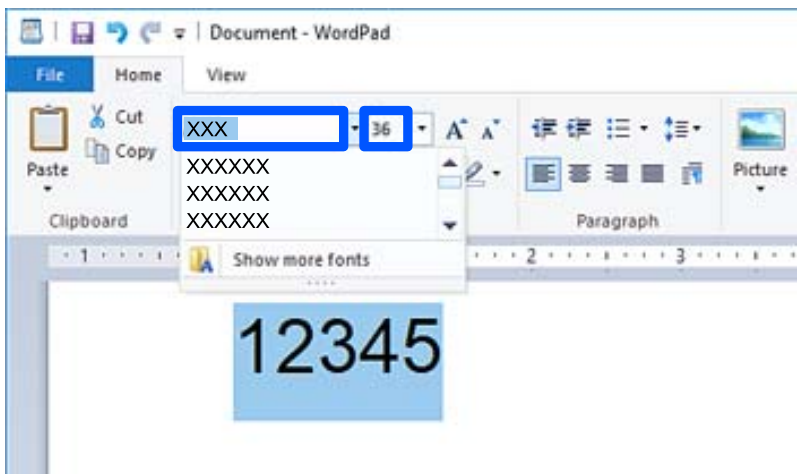 Document - WordPad
File Home View
Paste
Cut
Copy
Clipboard
XXX 36 A A
XXXXXX
XXXXXX
XXXXXX
Show more fonts
Paragraph
Picture
1 2 3
12345